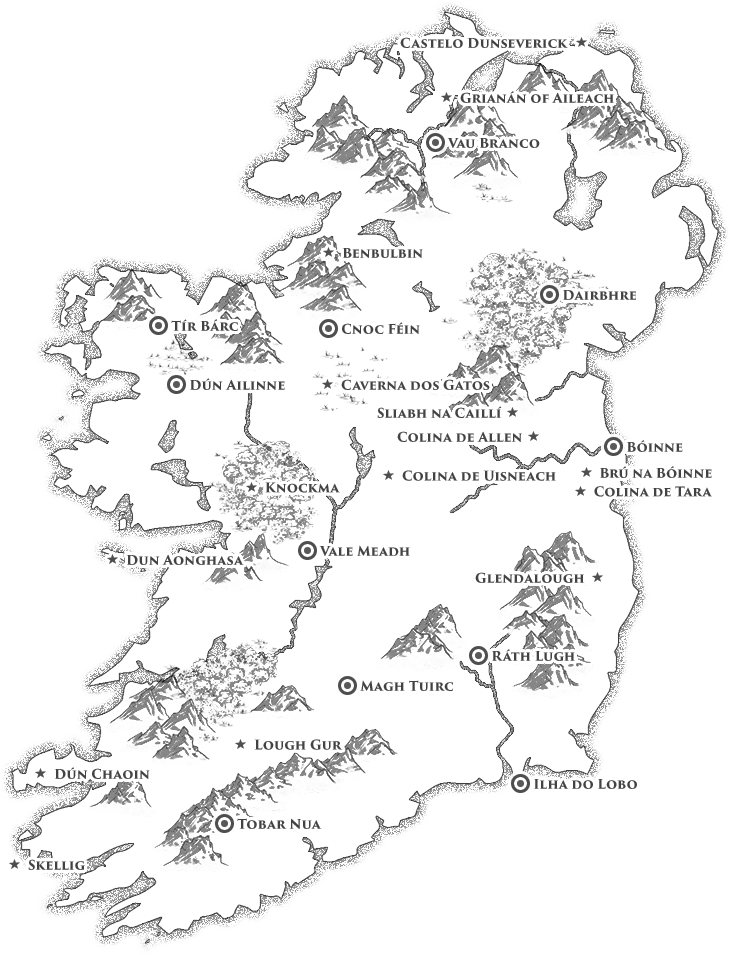 CASTELO DUNSEVERICK
GRIANÁN OF AILEACH
VAU BRANCO
BENBULBIN
DAIRBHRE
TÍR BÁRC
CNOC FÉIN
DÚN AILINNE
CAVERNA DOS GATOS
SLIABH NA CAILLÍ
COLINA DE ALLEN
BÓINNE
COLINA DE UISNEACH
BRÚ NA BÓINNE
KNOCKMA
COLINA DE TARA
VALE MEADH
DUN AONGHASA
GLENDALOUGH
RÁTH LUGH
MAGH TUIRC
LOUGH GUR
DÚN CHAOIN
ILHA DO LOBO
TOBAR NUA
SKELLIG